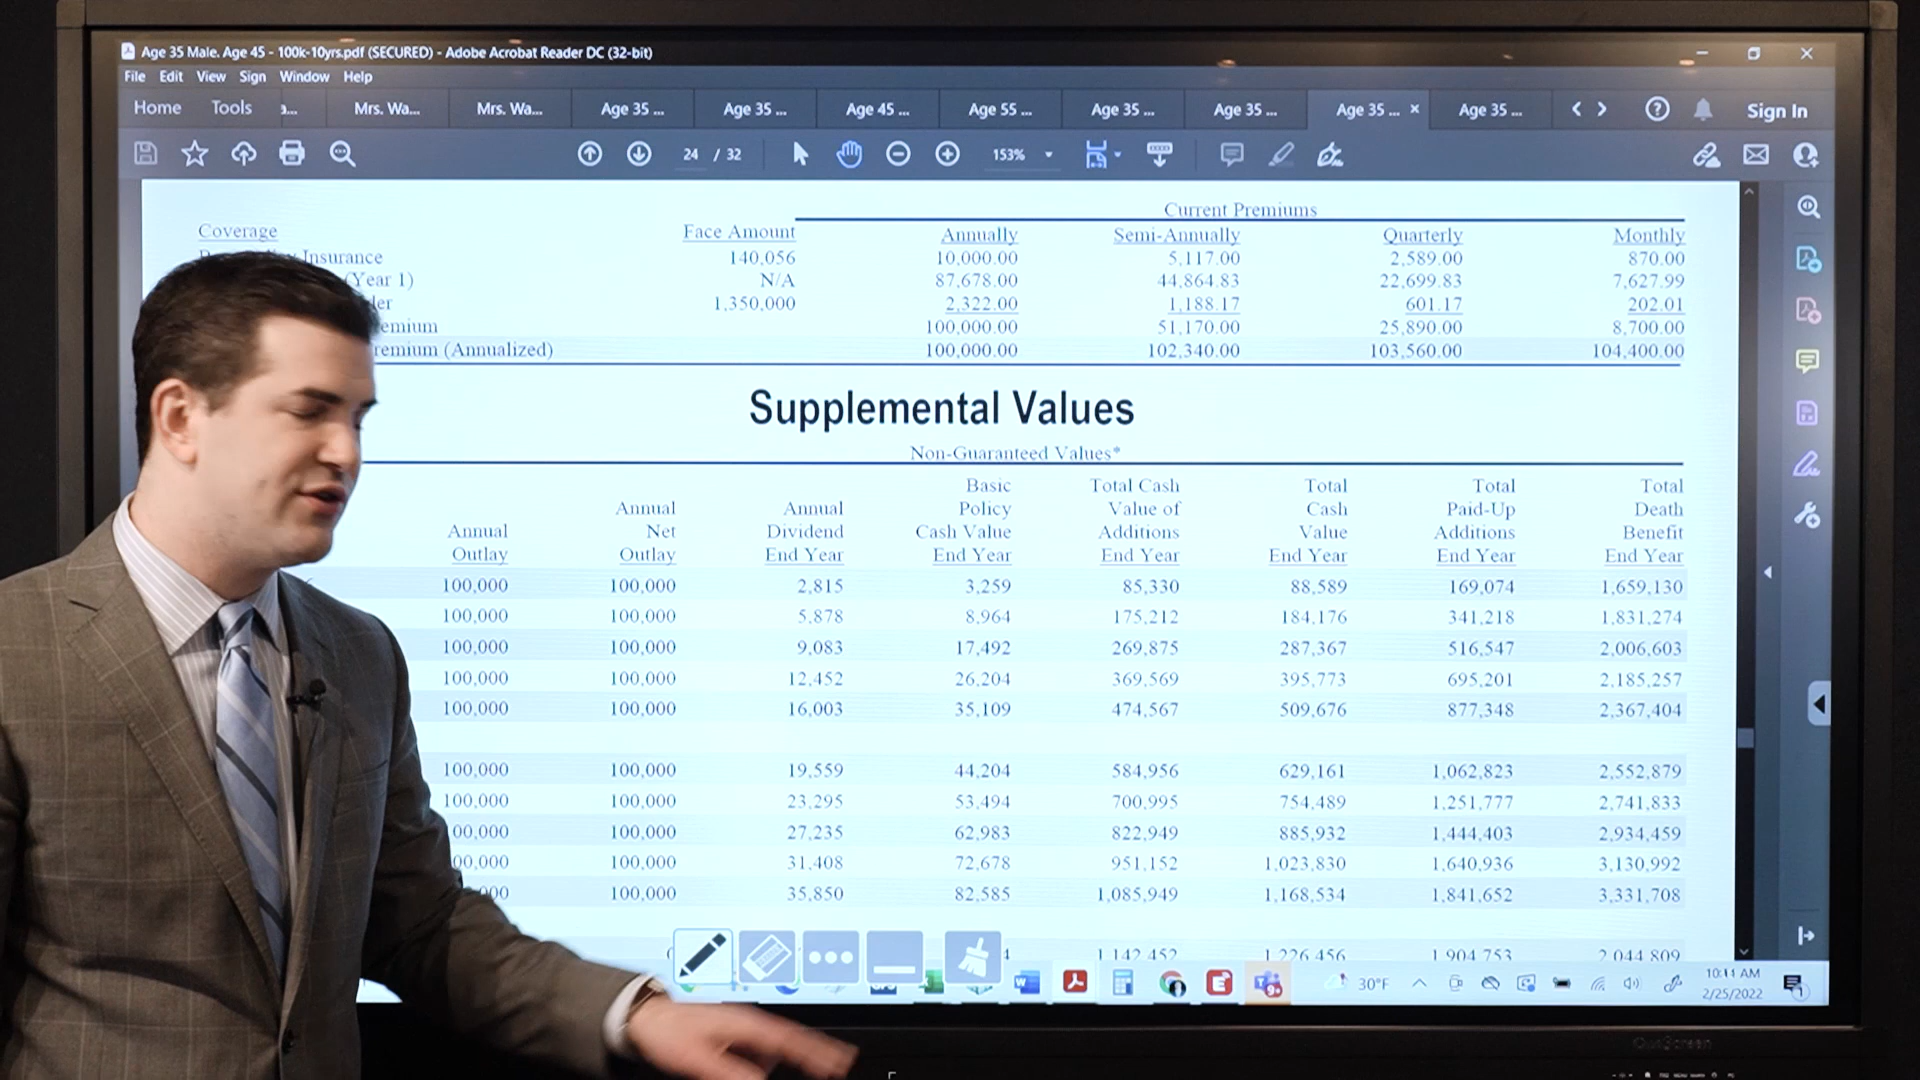 Age 35 Male. Age 45 - 100k-10yrs.pdf (SECURED) - Adobe Acrobat Reader DC (32-bit)
File Edit View Sign Window Help
Home Tools Mrs. Wa... Mrs. Wa... Age 35 ... Age 35 ... Age 45 ... Age 55 ... Age 35 ... Age 35 ... Age 35 ... × Age 35 ... Sign In
24 / 32 153%
Current Premiums
Coverage Face Amount Annually Semi-Annually Quarterly Monthly
Insurance 140,056 10,000.00 5,117.00 2,589.00 870.00
(Year 1) N/A 87,678.00 44,864.83 22,699.83 7,627.99
1,350,000 2,322.00 1,188.17 601.17 202.01
100,000.00 51,170.00 25,890.00 8,700.00
(Annualized) 100,000.00 102,340.00 103,560.00 104,400.00
Supplemental Values
Non-Guaranteed Values*
Basic Total Cash Total Total Total
Annual Annual Policy Value of Cash Paid-Up Death
Annual Net Dividend Cash Value Additions Value Additions Benefit
Outlay Outlay End Year End Year End Year End Year End Year End Year
100,000 100,000 2,815 3,259 85,330 88,589 169,074 1,659,130
100,000 100,000 5,878 8,964 175,212 184,176 341,218 1,831,274
100,000 100,000 9,083 17,492 269,875 287,367 516,547 2,006,603
100,000 100,000 12,452 26,204 369,569 395,773 695,201 2,185,257
100,000 100,000 16,003 35,109 474,567 509,676 877,348 2,367,404
100,000 100,000 19,559 44,204 584,956 629,161 1,062,823 2,552,879
100,000 100,000 23,295 53,494 700,995 754,489 1,251,777 2,741,833
00,000 100,000 27,235 62,983 822,949 885,932 1,444,403 2,934,459
00,000 100,000 31,408 72,678 951,152 1,023,830 1,640,936 3,130,992
000 100,000 35,850 82,585 1,085,949 1,168,534 1,841,652 3,331,708
1,142,452 1,226,456 1,904,753 2,044,809
30°F 10:11 AM
2/25/2022